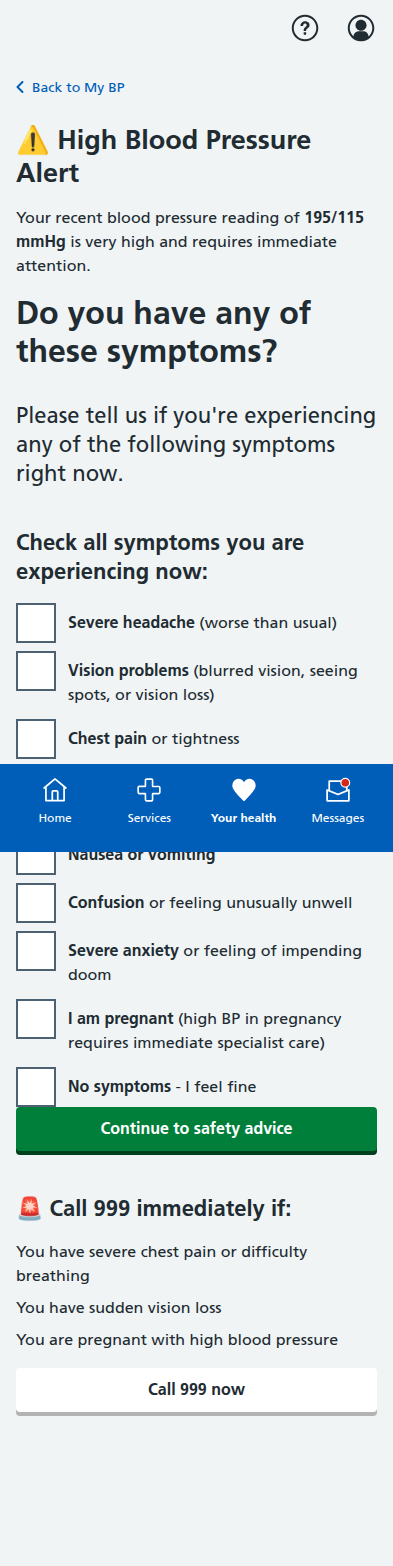 Back to My BP
⚠️ High Blood Pressure
Alert
Your recent blood pressure reading of 195/115
mmHg is very high and requires immediate
attention.
Do you have any of
these symptoms?
Please tell us if you're experiencing
any of the following symptoms
right now.
Check all symptoms you are
experiencing now:
Severe headache (worse than usual)
Vision problems (blurred vision, seeing
spots, or vision loss)
Chest pain or tightness
Home Services Your health Messages
Nausea or vomiting
Confusion or feeling unusually unwell
Severe anxiety or feeling of impending
doom
I am pregnant (high BP in pregnancy
requires immediate specialist care)
No symptoms - I feel fine
Continue to safety advice
🚨 Call 999 immediately if:
You have severe chest pain or difficulty
breathing
You have sudden vision loss
You are pregnant with high blood pressure
Call 999 now